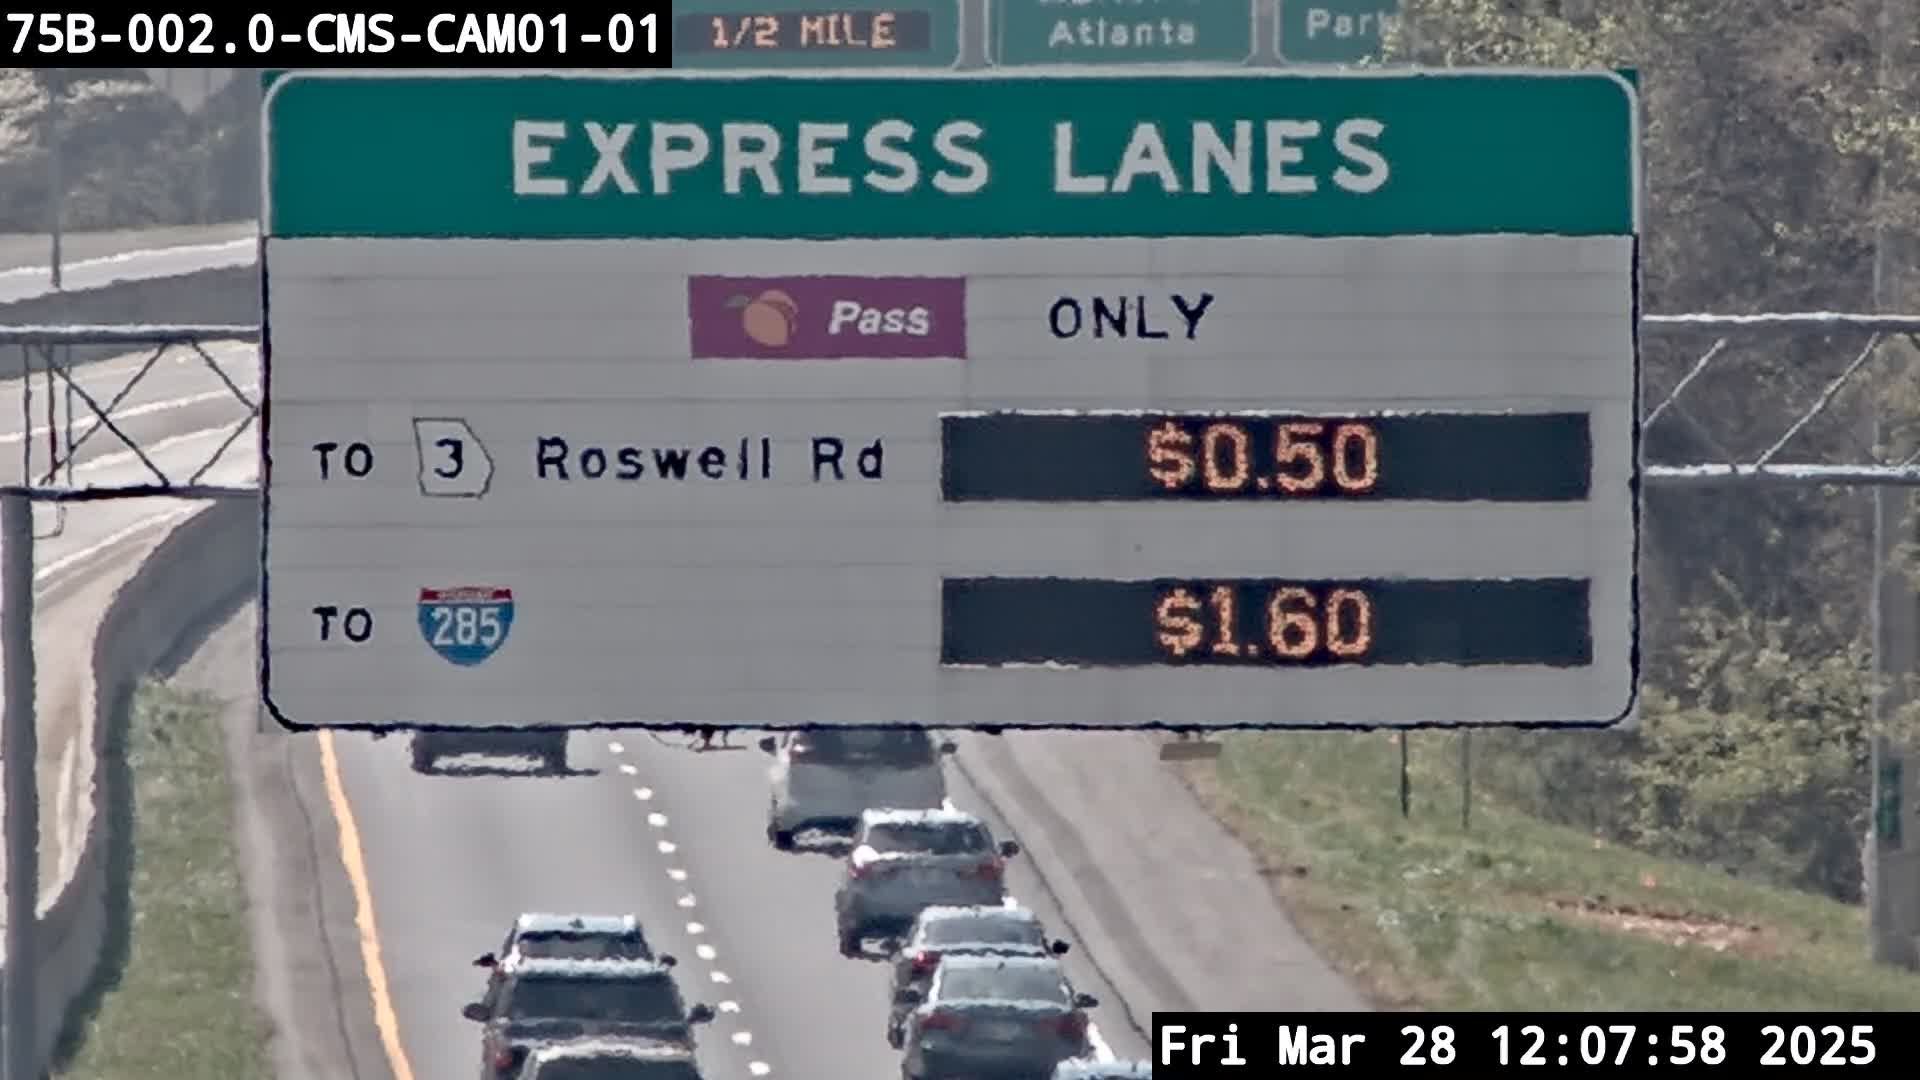 75B-002.0-CMS-CAM01-01
1/2 MILE
Atlanta
EXPRESS LANES
Pass ONLY
TO 3 Roswell Rd $0.50
TO 285 $1.60
Fri Mar 28 12:07:58 2025